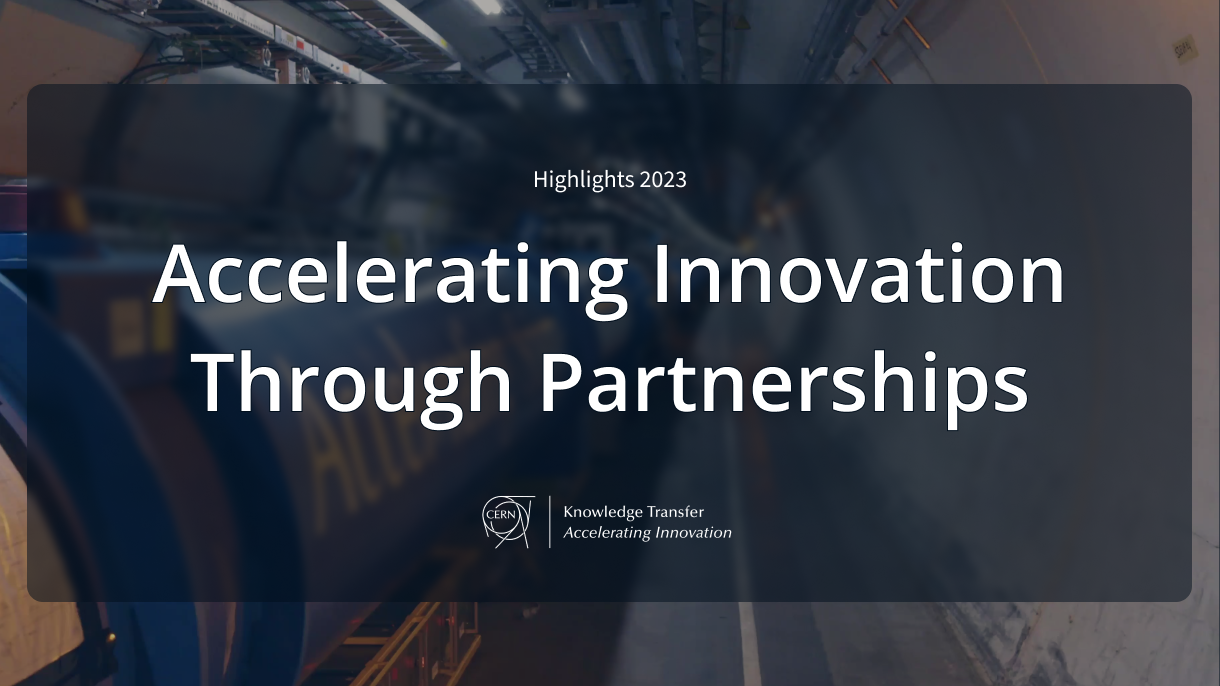 Highlights 2023
Accelerating Innovation
Through Partnerships
CERN
Knowledge Transfer
Accelerating Innovation